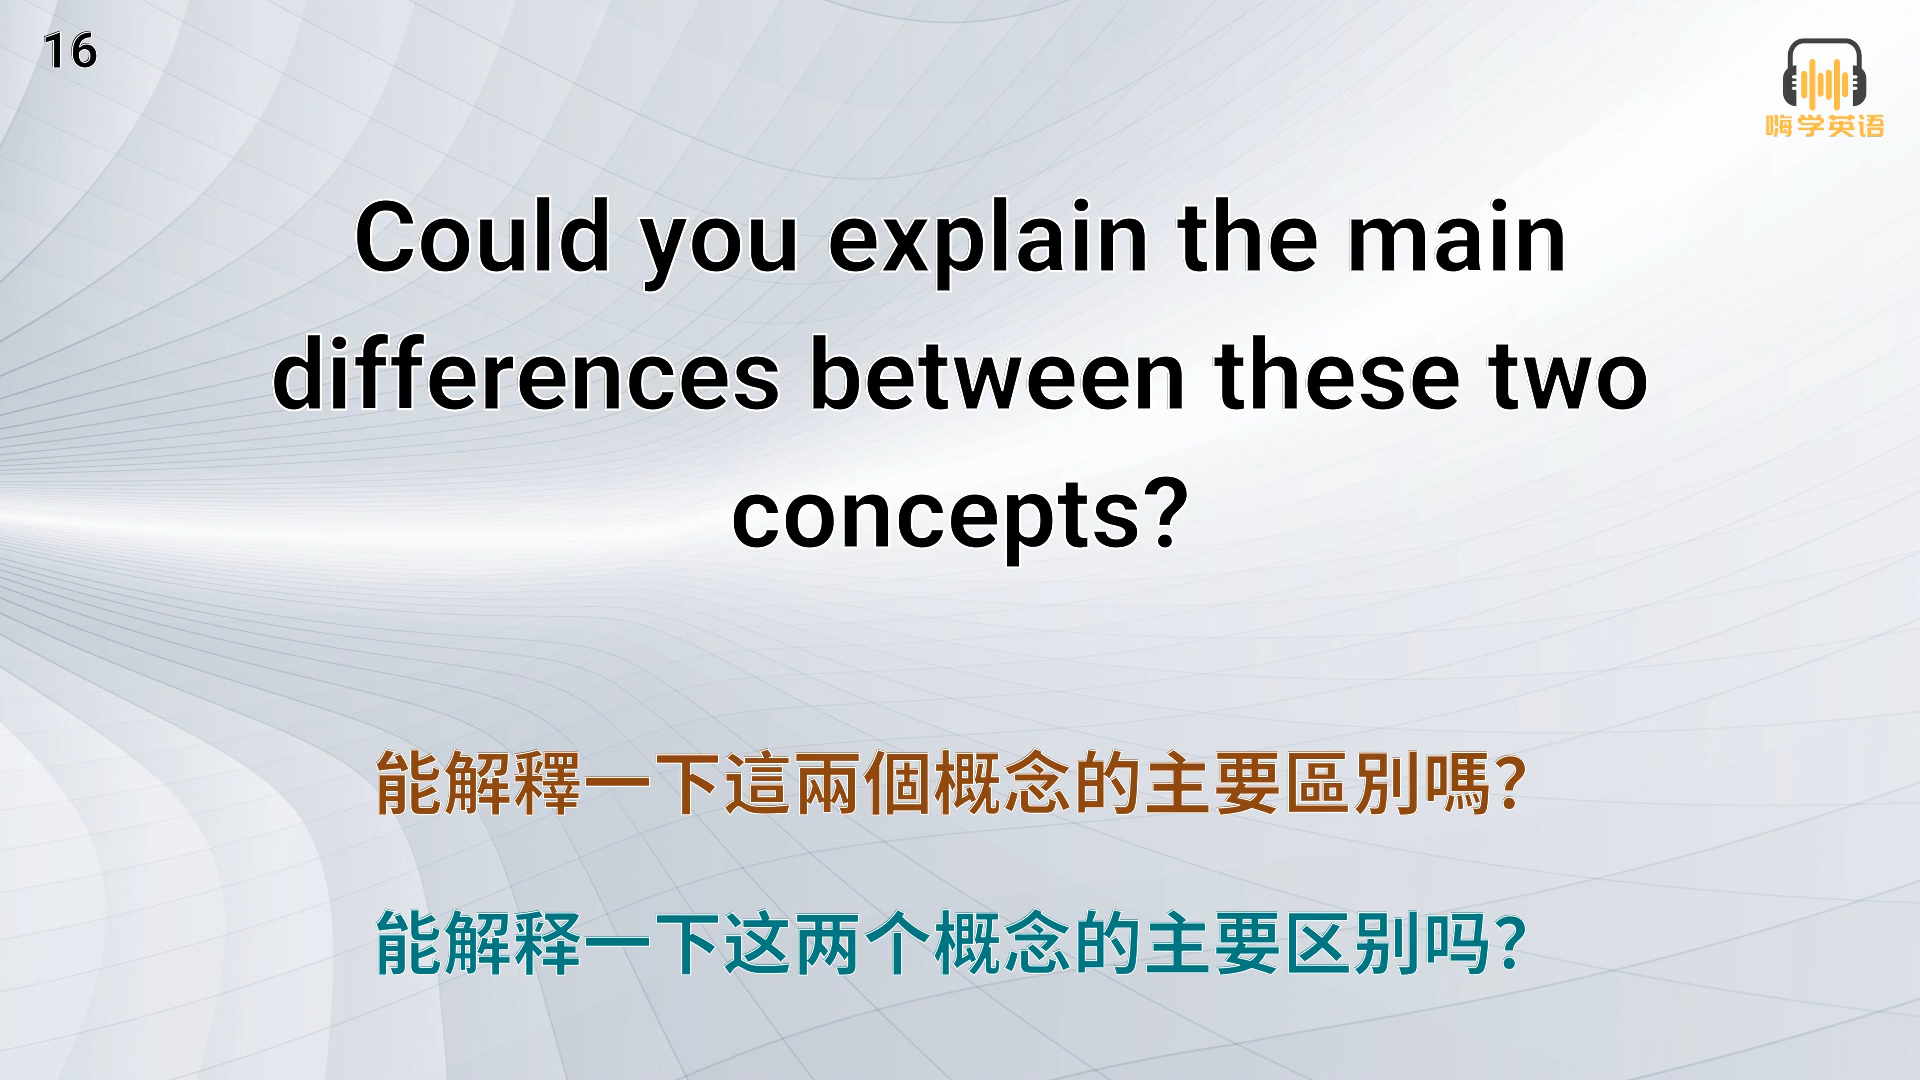 16
嗨学英语
Could you explain the main
differences between these two
concepts?
能解釋一下這兩個概念的主要區別嗎？
能解释一下这两个概念的主要区别吗？